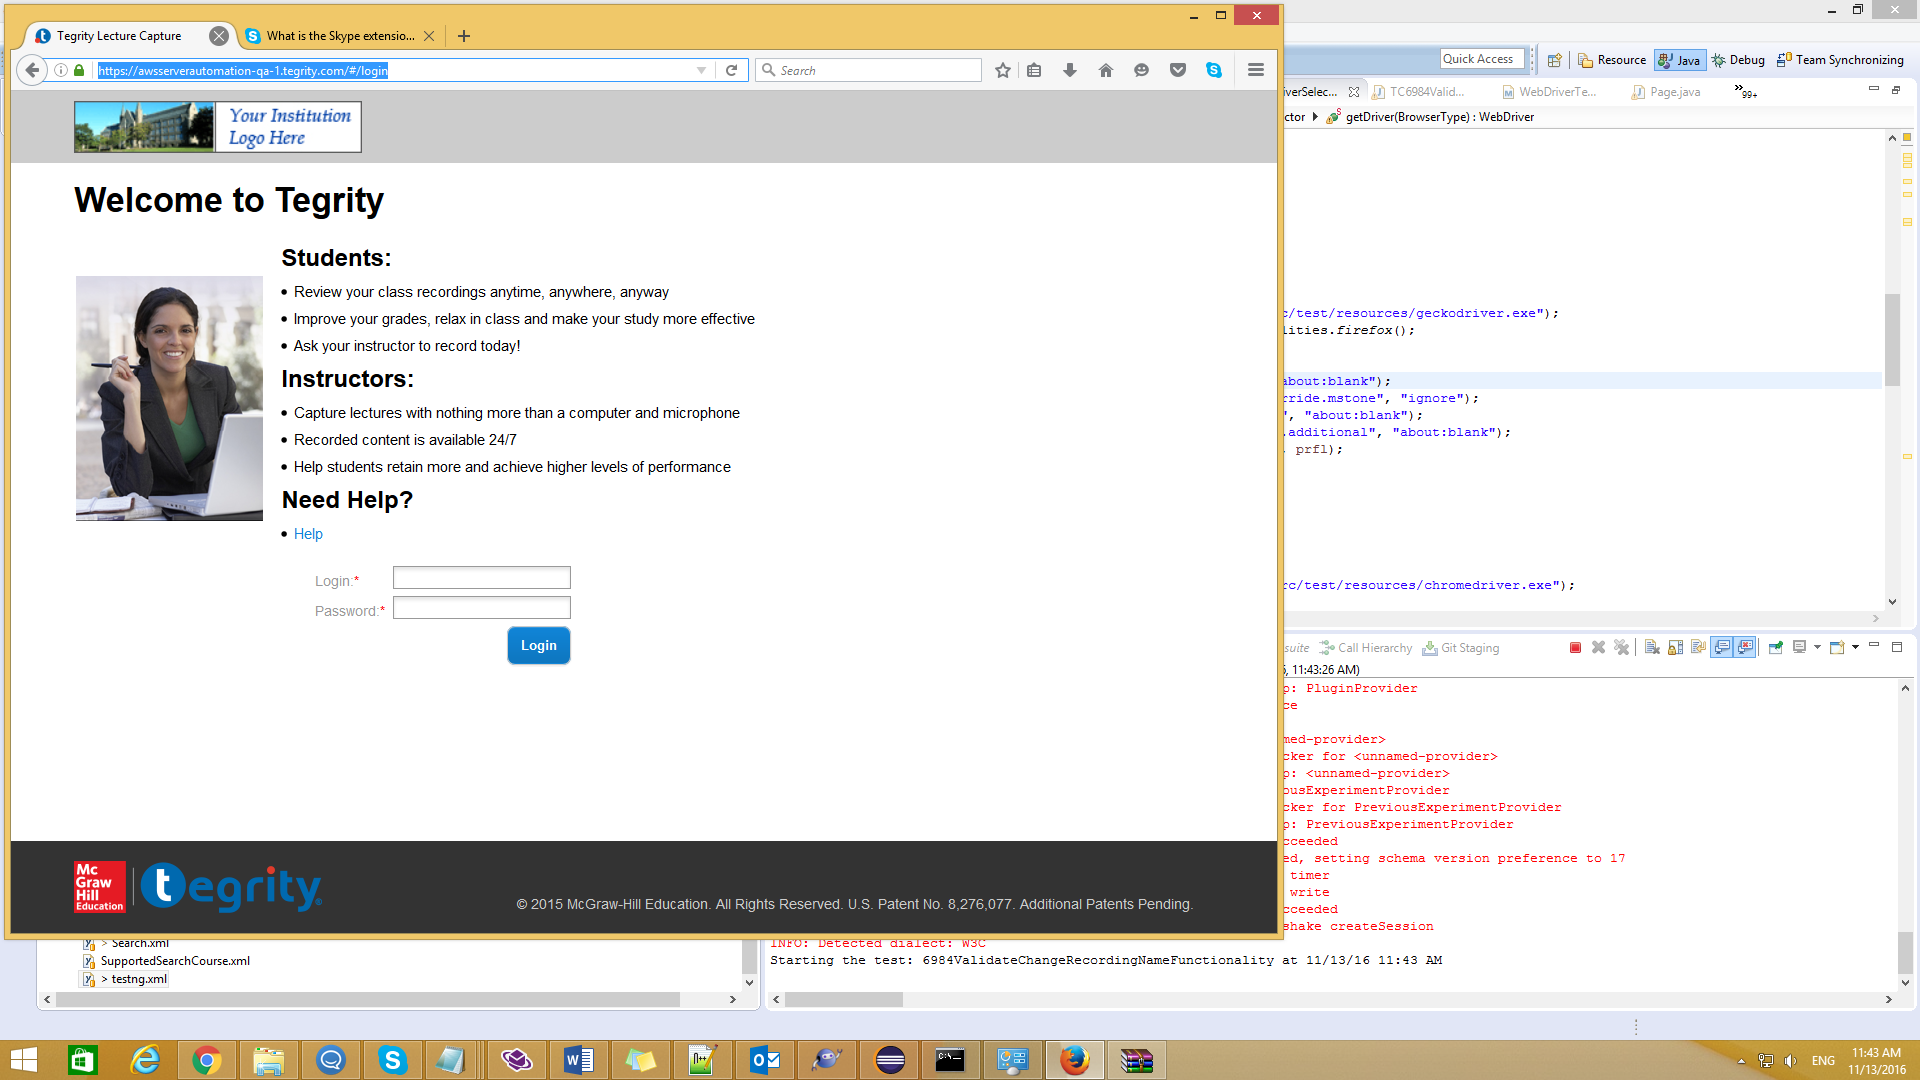 Tegrity Lecture Capture
What is the Skype extensio...
https://awsserverautomation-qa-1.tegrity.com/#/login
Search
Your Institution
Logo Here
Welcome to Tegrity
Students:
Review your class recordings anytime, anywhere, anyway
Improve your grades, relax in class and make your study more effective
Ask your instructor to record today!
Instructors:
Capture lectures with nothing more than a computer and microphone
Recorded content is available 24/7
Help students retain more and achieve higher levels of performance
Need Help?
Help
Login:*
Password:*
Login
Mc
Graw
Hill
Education
tegrity
© 2015 McGraw-Hill Education. All Rights Reserved. U.S. Patent No. 8,276,077. Additional Patents Pending.
Quick Access
Resource
Java
Debug
Team Synchronizing
iverSelec...
TC6984Valid...
WebDriverTe...
Page.java
99+
ctor
getDriver(BrowserType) : WebDriver
c/test/resources/geckodriver.exe");
lities.firefox();
about:blank");
rride.mstone", "ignore");
", "about:blank");
.additional", "about:blank");
, prfl);
rc/test/resources/chromedriver.exe");
suite
Call Hierarchy
Git Staging
, 11:43:26 AM)
p: PluginProvider
ce
med-provider>
cker for <unnamed-provider>
p: <unnamed-provider>
ousExperimentProvider
cker for PreviousExperimentProvider
p: PreviousExperimentProvider
cceeded
ed, setting schema version preference to 17
timer
write
cceeded
shake createSession
INFO: Detected dialect: W3C
Starting the test: 6984ValidateChangeRecordingNameFunctionality at 11/13/16 11:43 AM
> Search.xml
SupportedSearchCourse.xml
> testng.xml
ENG
11:43 AM
11/13/2016